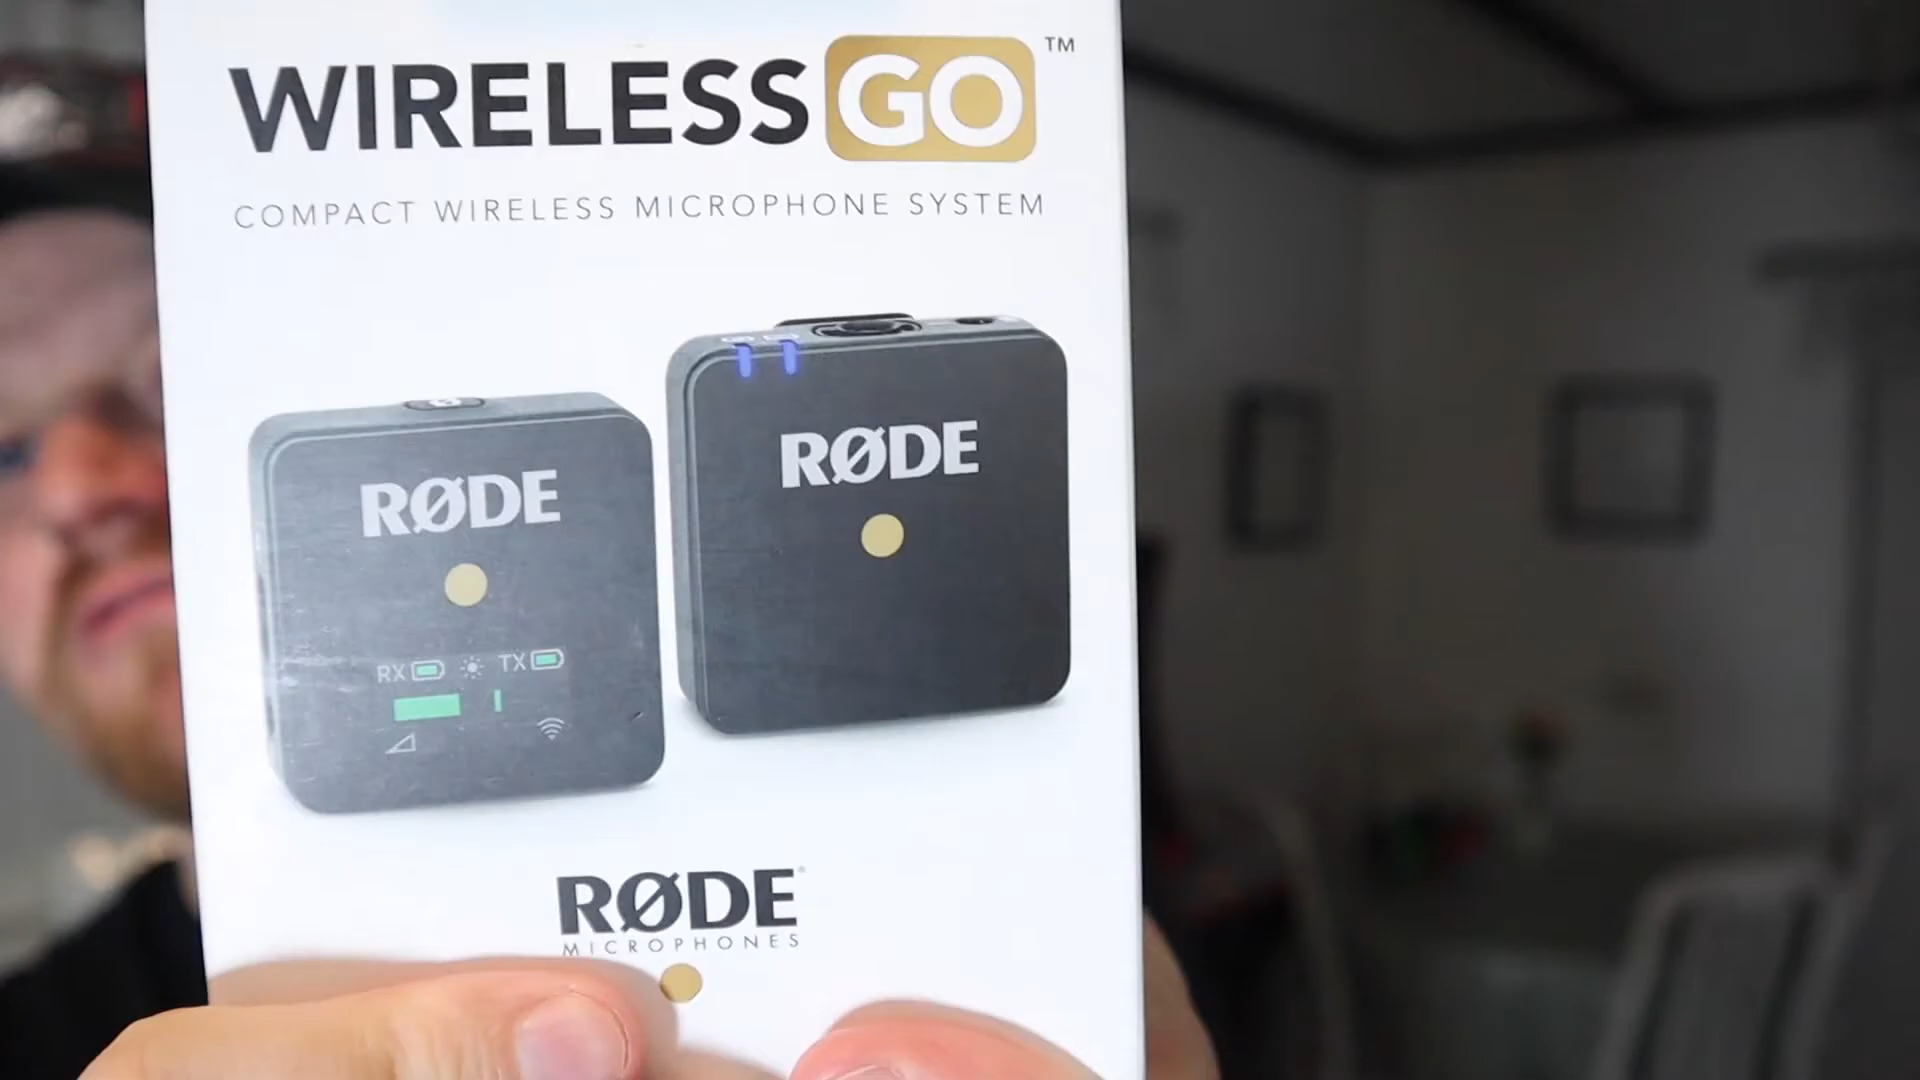 WIRELESS GO™
COMPACT WIRELESS MICROPHONE SYSTEM
RØDE
RØDE
RX TX
RØDE®
MICROPHONES